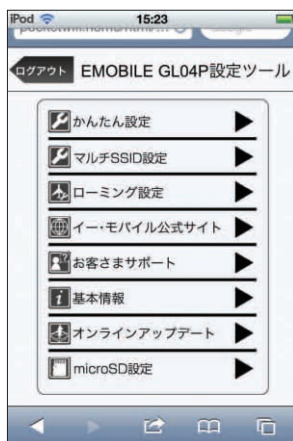 iPod 15:23
ログアウト EMOBILE GL04P設定ツール
かんたん設定
マルチSSID設定
ローミング設定
イー・モバイル公式サイト
お客さまサポート
基本情報
オンラインアップデート
microSD設定